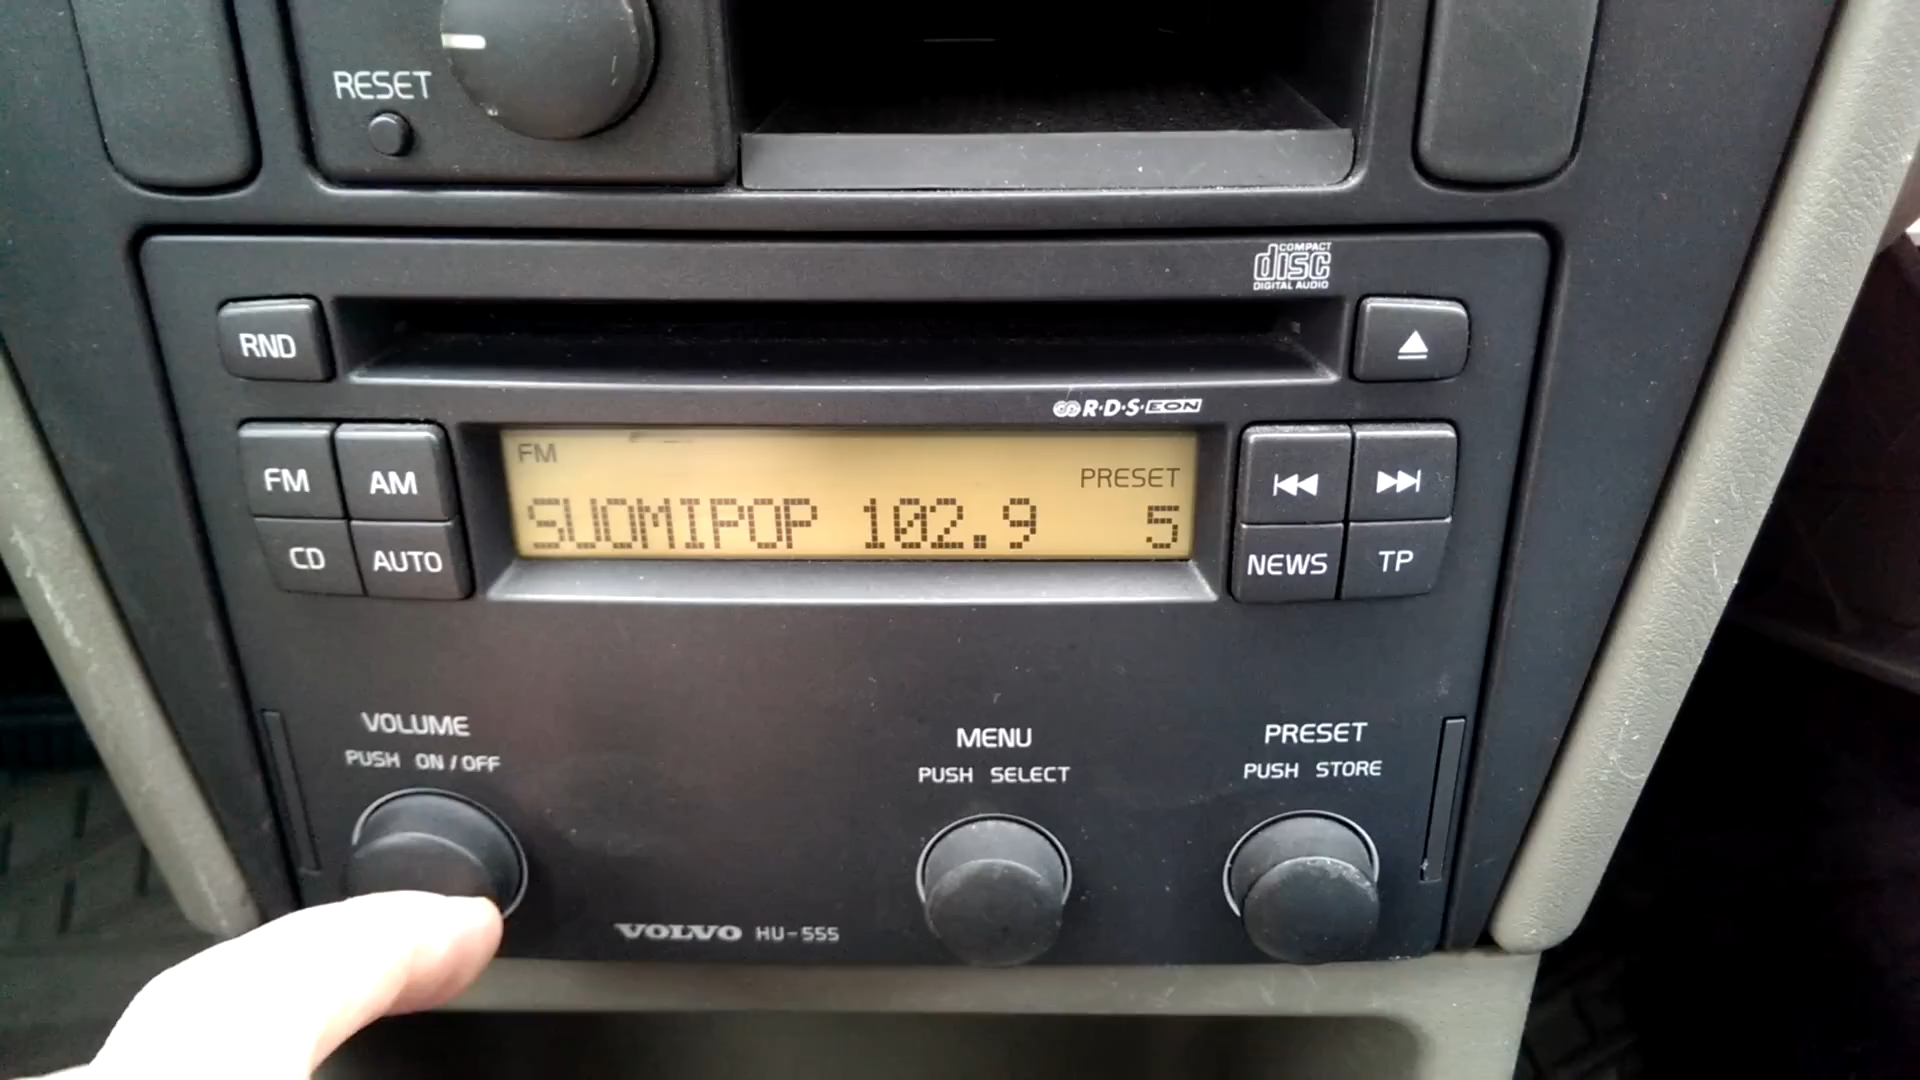 RESET
COMPACT
disc
DIGITAL AUDIO
RND
R·D·S·EON
FM AM
CD AUTO
FM
PRESET
SUOMIPOP 102.9 5
NEWS TP
VOLUME
PUSH ON/OFF
MENU
PUSH SELECT
PRESET
PUSH STORE
VOLVO HU-555